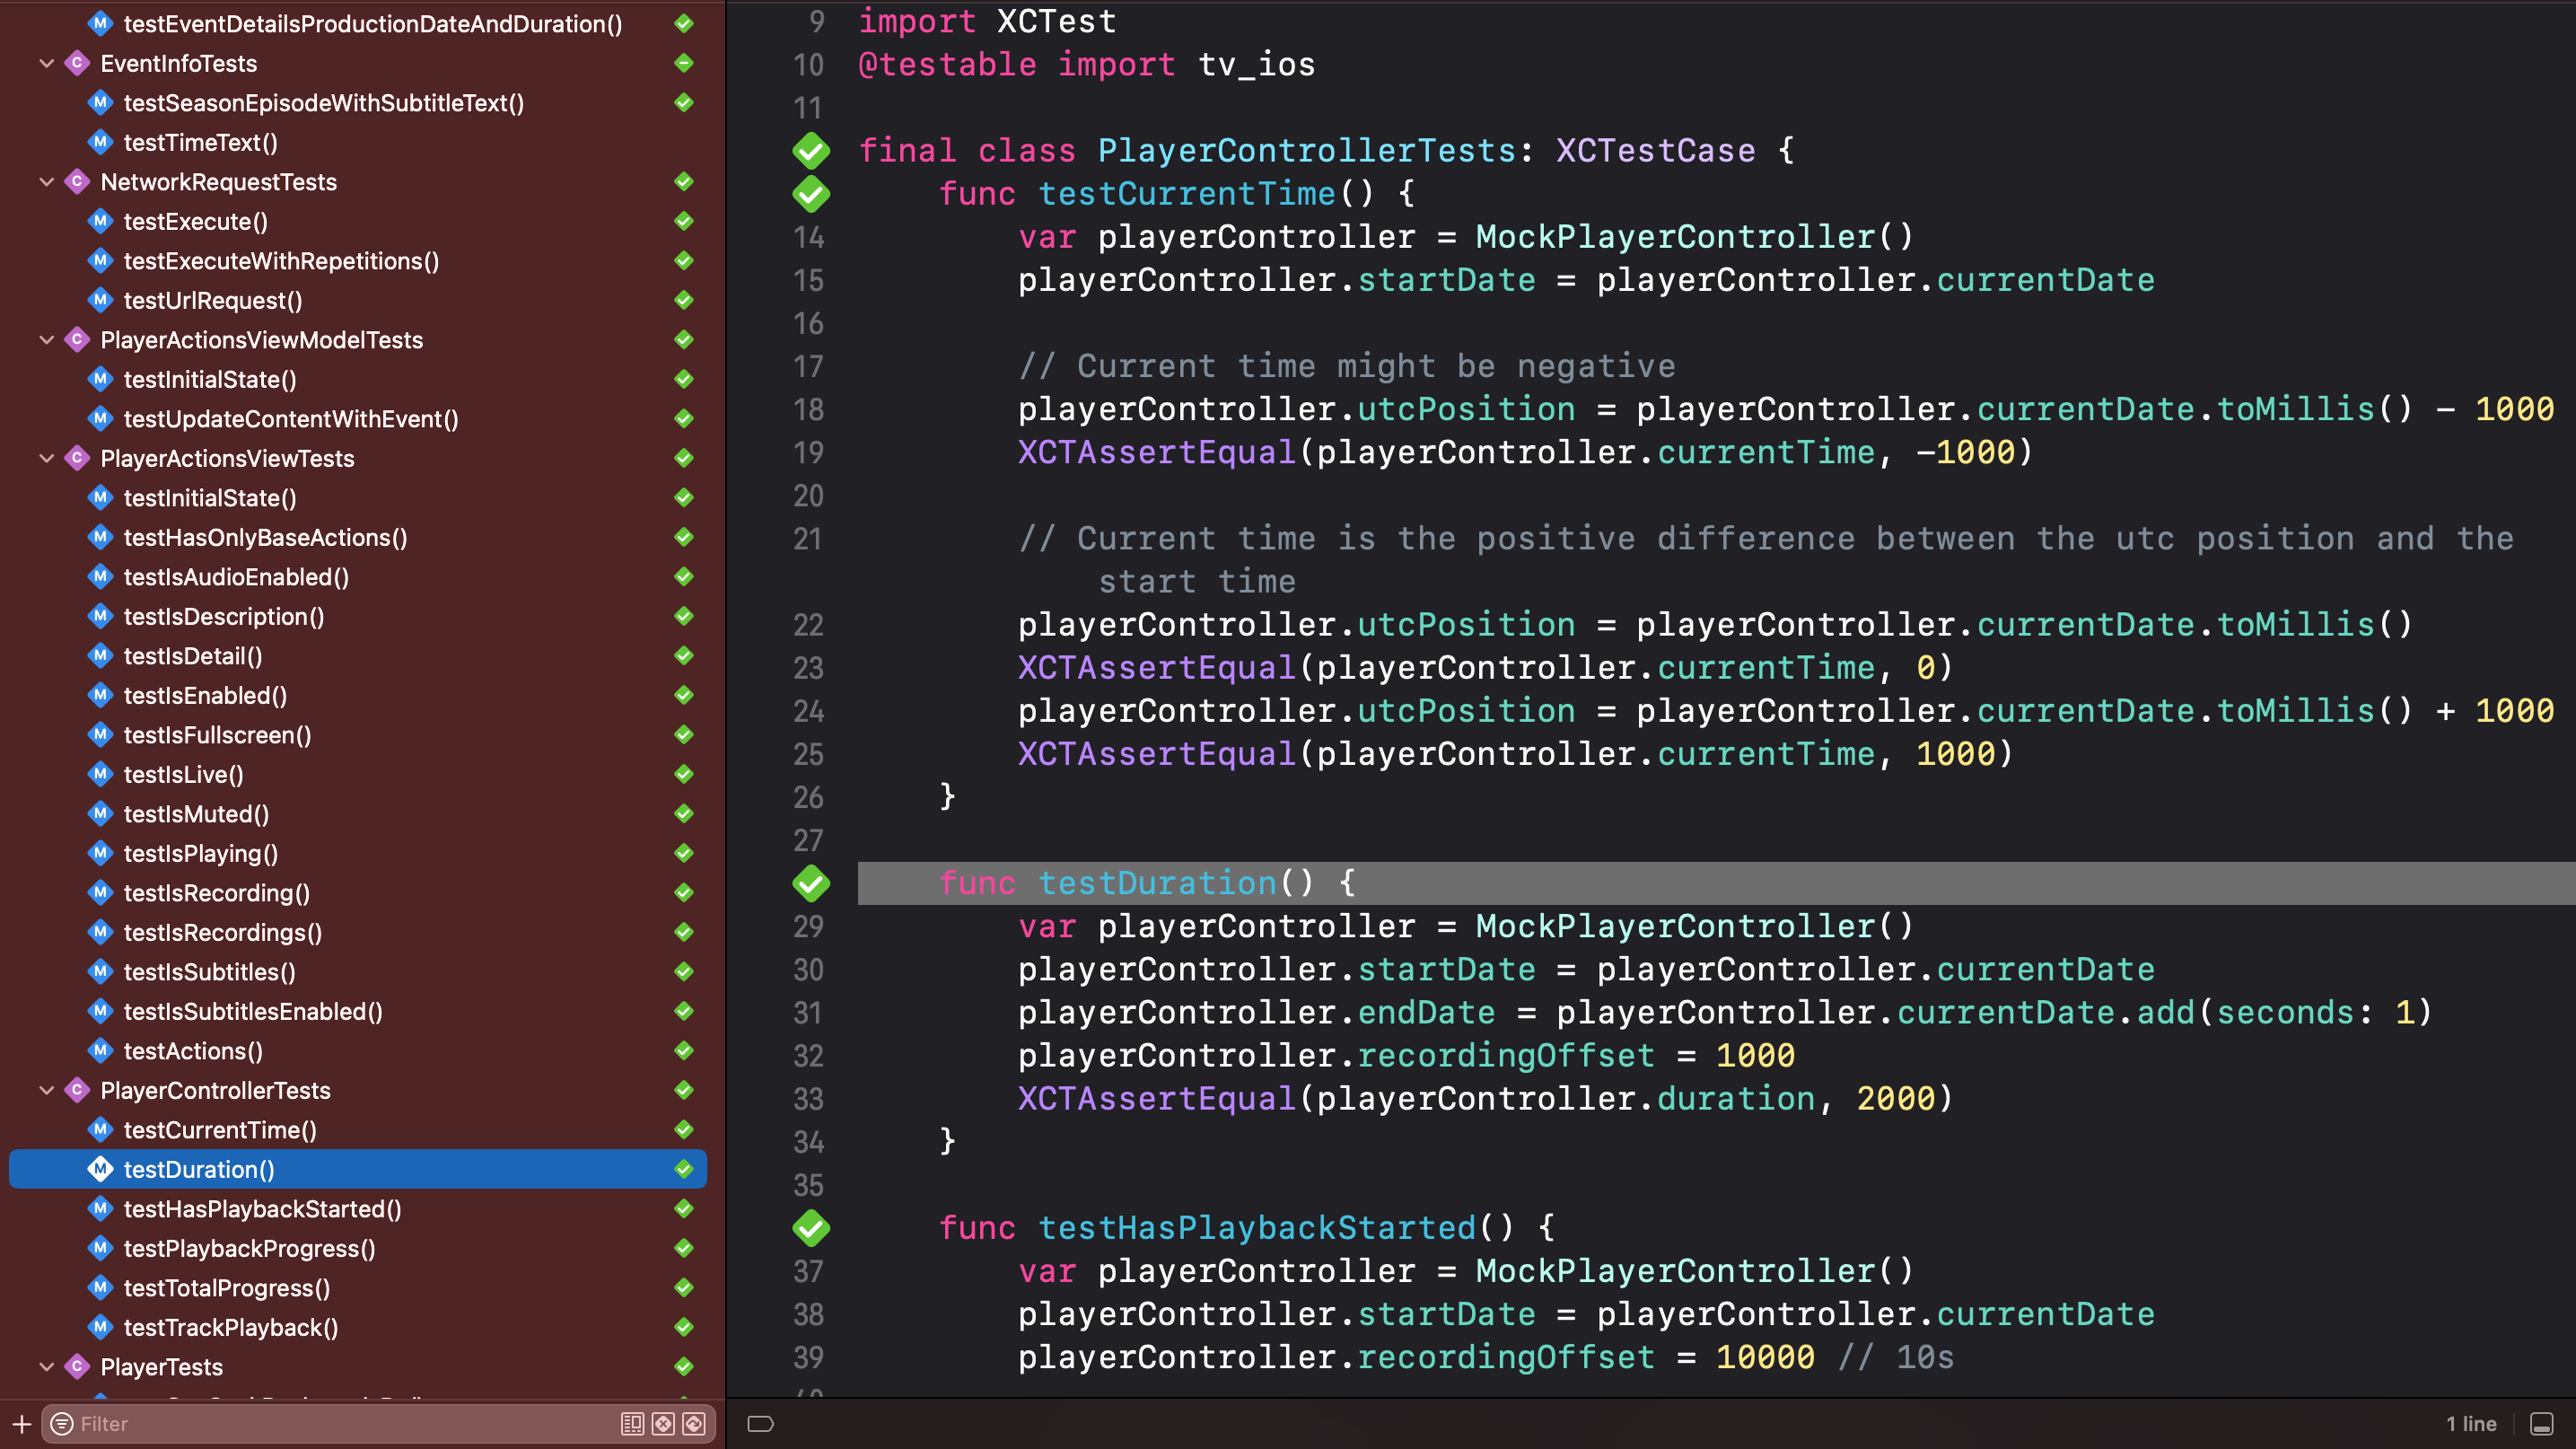 M testEventDetailsProductionDateAndDuration()
C EventInfoTests
M testSeasonEpisodeWithSubtitleText()
M testTimeText()
C NetworkRequestTests
M testExecute()
M testExecuteWithRepetitions()
M testUrlRequest()
C PlayerActionsViewModelTests
M testInitialState()
M testUpdateContentWithEvent()
C PlayerActionsViewTests
M testInitialState()
M testHasOnlyBaseActions()
M testIsAudioEnabled()
M testIsDescription()
M testIsDetail()
M testIsEnabled()
M testIsFullscreen()
M testIsLive()
M testIsMuted()
M testIsPlaying()
M testIsRecording()
M testIsRecordings()
M testIsSubtitles()
M testIsSubtitlesEnabled()
M testActions()
C PlayerControllerTests
M testCurrentTime()
M testDuration()
M testHasPlaybackStarted()
M testPlaybackProgress()
M testTotalProgress()
M testTrackPlayback()
C PlayerTests
Filter
9 import XCTest
10 @testable import tv_ios
11
final class PlayerControllerTests: XCTestCase {
func testCurrentTime() {
14 var playerController = MockPlayerController()
15 playerController.startDate = playerController.currentDate
16
17 // Current time might be negative
18 playerController.utcPosition = playerController.currentDate.toMillis() - 1000
19 XCTAssertEqual(playerController.currentTime, -1000)
20
21 // Current time is the positive difference between the utc position and the
start time
22 playerController.utcPosition = playerController.currentDate.toMillis()
23 XCTAssertEqual(playerController.currentTime, 0)
24 playerController.utcPosition = playerController.currentDate.toMillis() + 1000
25 XCTAssertEqual(playerController.currentTime, 1000)
26 }
27
func testDuration() {
29 var playerController = MockPlayerController()
30 playerController.startDate = playerController.currentDate
31 playerController.endDate = playerController.currentDate.add(seconds: 1)
32 playerController.recordingOffset = 1000
33 XCTAssertEqual(playerController.duration, 2000)
34 }
35
func testHasPlaybackStarted() {
37 var playerController = MockPlayerController()
38 playerController.startDate = playerController.currentDate
39 playerController.recordingOffset = 10000 // 10s
1 line